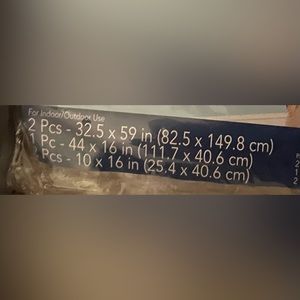 For Indoor/Outdoor Use
2 Pcs - 32.5 x 59 in (82.5 x 149.8 cm)
1 Pc - 44 x 16 in (111.7 x 40.6 cm)
Pcs - 10 x 16 in (25.4 x 40.6 cm)